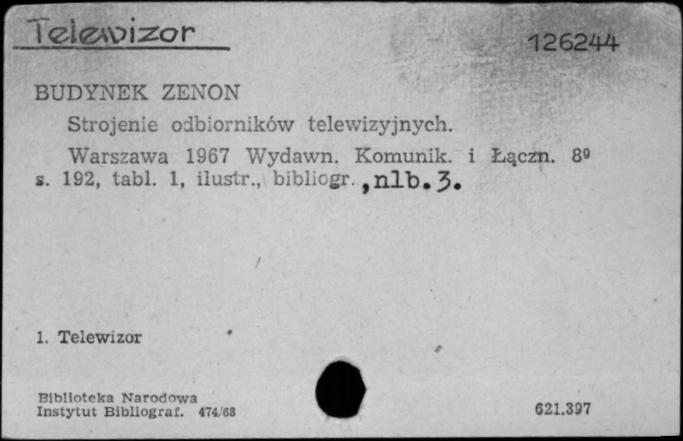 Telewizor
126244
BUDYNEK ZENON
Strojenie odbiorników telewizyjnych.
Warszawa 1967 Wydawn. Komunik. i Łączn. 8º
s. 192, tabl. 1, ilustr., bibliogr. , nlb. 3.
1. Telewizor
Biblioteka Narodowa
Instytut Bibliograf. 474/68
621.397